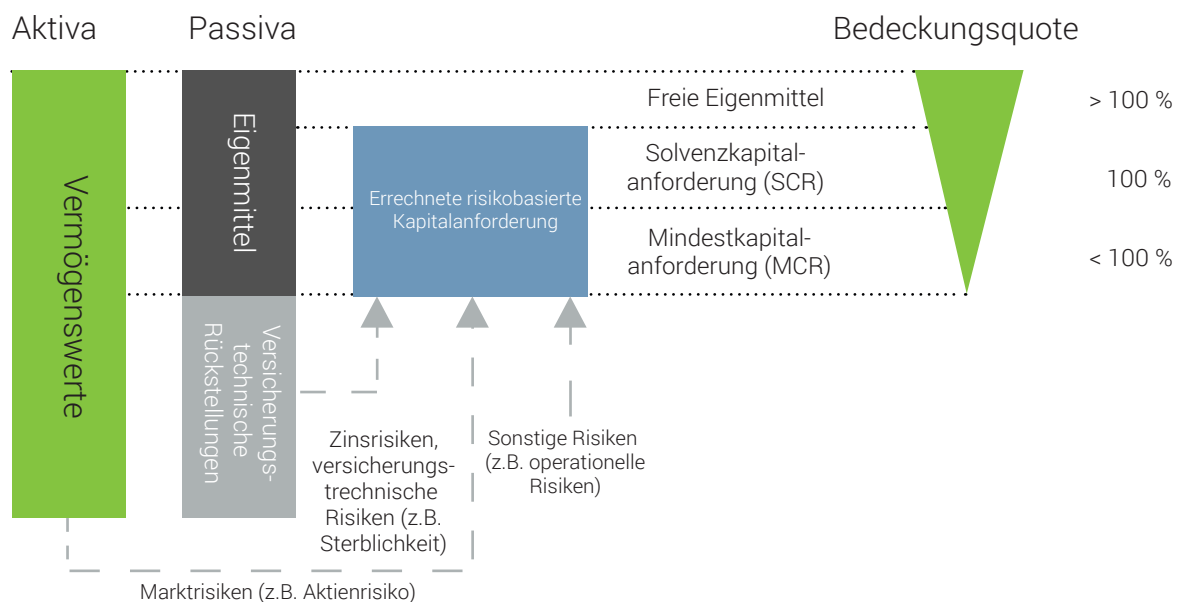 Aktiva
Passiva
Bedeckungsquote
Vermögenswerte
Eigenmittel
Versicherungs-
technische
Rückstellungen
Errechnete risikobasierte
Kapitalanforderung
Freie Eigenmittel
> 100 %
Solvenzkapital-
anforderung (SCR)
100 %
Mindestkapital-
anforderung (MCR)
< 100 %
Zinsrisiken,
versicherungs-
trechnische
Risiken (z.B.
Sterblichkeit)
Sonstige Risiken
(z.B. operationelle
Risiken)
Marktrisiken (z.B. Aktienrisiko)